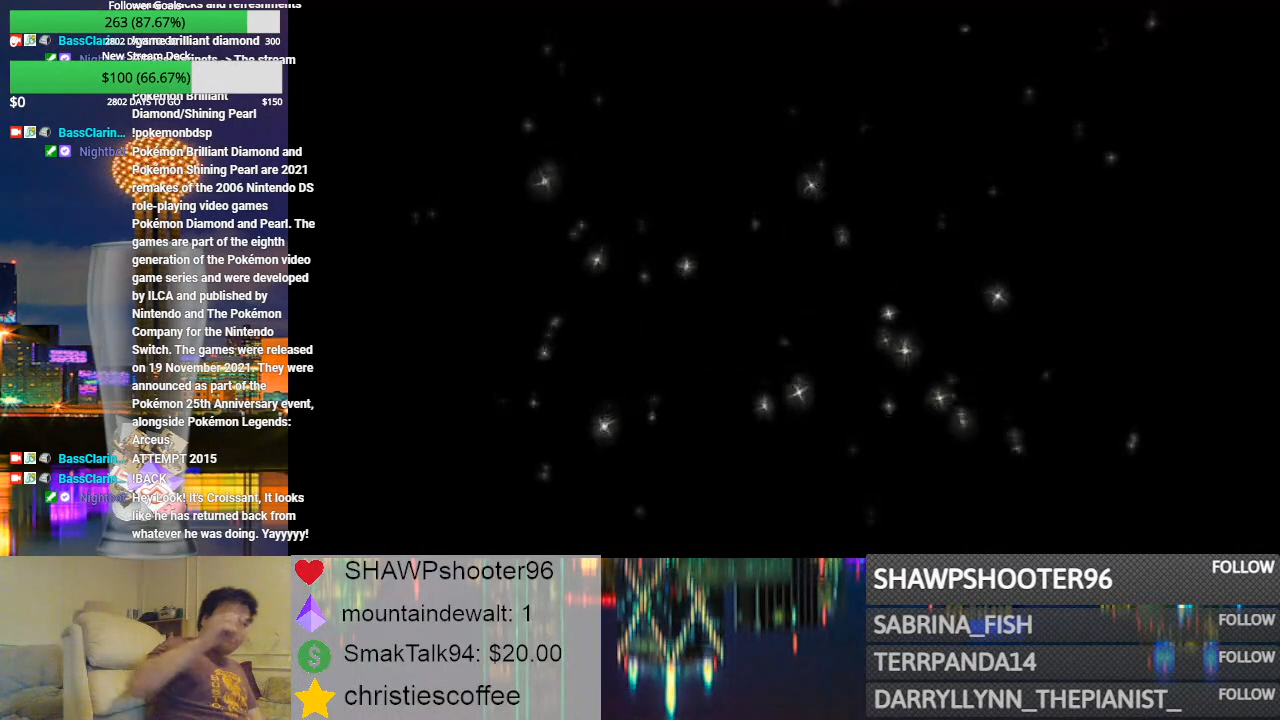 Follower Goals
263 (87.67%)
BassClarin... !game brilliant diamond 300
2802 DAYS TO GO
New Stream Deck
The stream
$100 (66.67%)
$0 2802 DAYS TO GO $150
Pokémon Brilliant
Diamond/Shining Pearl
BassClarin... !pokemonbdsp
Nightbot Pokémon Brilliant Diamond and
Pokémon Shining Pearl are 2021
remakes of the 2006 Nintendo DS
role-playing video games
Pokémon Diamond and Pearl. The
games are part of the eighth
generation of the Pokémon video
game series and were developed
by ILCA and published by
Nintendo and The Pokémon
Company for the Nintendo
Switch. The games were released
on 19 November 2021. They were
announced as part of the
Pokémon 25th Anniversary event,
alongside Pokémon Legends:
Arceus.
BassClarin... ATTEMPT 2015
BassClarin... !BACK
Nightbot Hey Look! It's Croissant, It looks
like he has returned back from
whatever he was doing. Yayyyyy!
SHAWPshooter96
mountaindewalt: 1
SmakTalk94: $20.00
christiescoffee
SHAWPSHOOTER96 FOLLOW
SABRINA_FISH FOLLOW
TERRPANDA14 FOLLOW
DARRYLLYNN_THEPIANIST_ FOLLOW